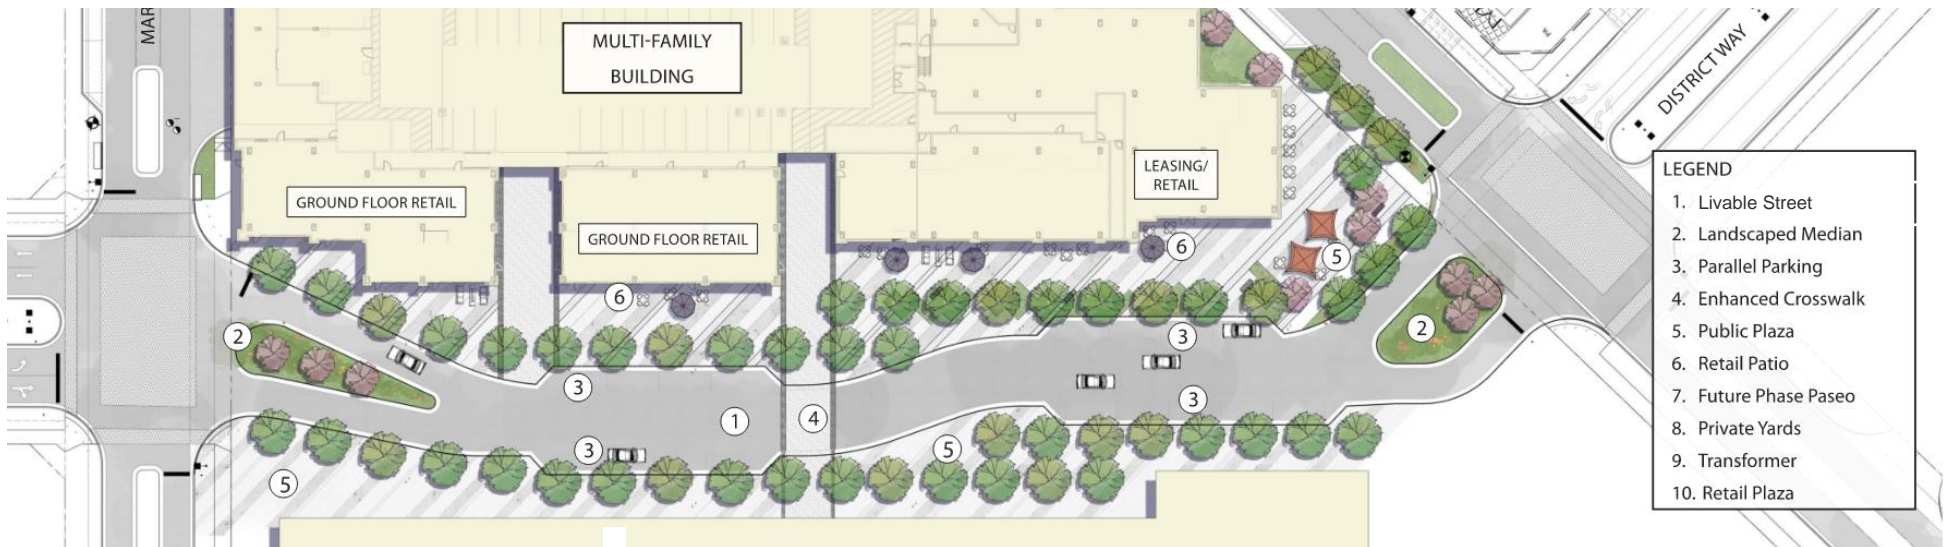 MAR
MULTI-FAMILY
BUILDING
DISTRICT WAY
GROUND FLOOR RETAIL
GROUND FLOOR RETAIL
LEASING/
RETAIL
6
5
6
2
3
3
2
3
1
4
3
5
5
LEGEND
1. Livable Street
2. Landscaped Median
3. Parallel Parking
4. Enhanced Crosswalk
5. Public Plaza
6. Retail Patio
7. Future Phase Paseo
8. Private Yards
9. Transformer
10. Retail Plaza